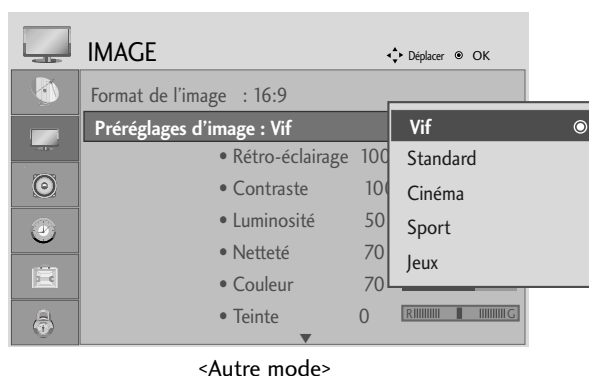 IMAGE
Déplacer OK
Format de l'image : 16:9
Préréglages d'image : Vif
• Rétro-éclairage 100
• Contraste 100
• Luminosité 50
• Netteté 70
• Couleur 70
• Teinte 0 R G
Vif
Standard
Cinéma
Sport
Jeux
<Autre mode>